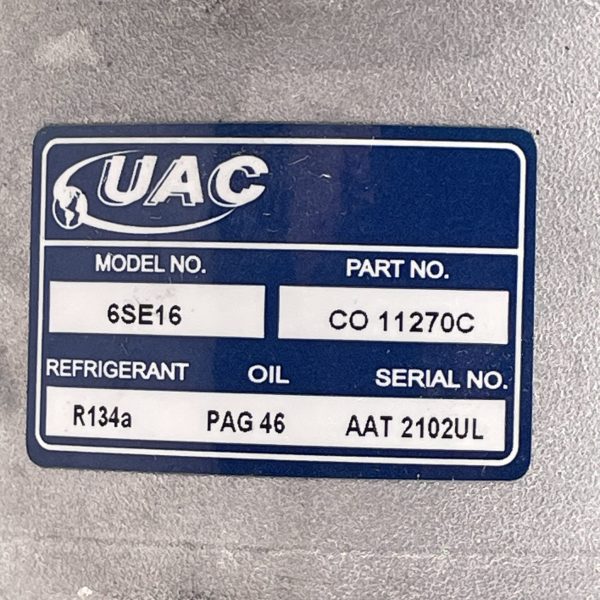 UAC
MODEL NO. PART NO.
6SE16 CO 11270C
REFRIGERANT OIL SERIAL NO.
R134a PAG 46 AAT 2102UL